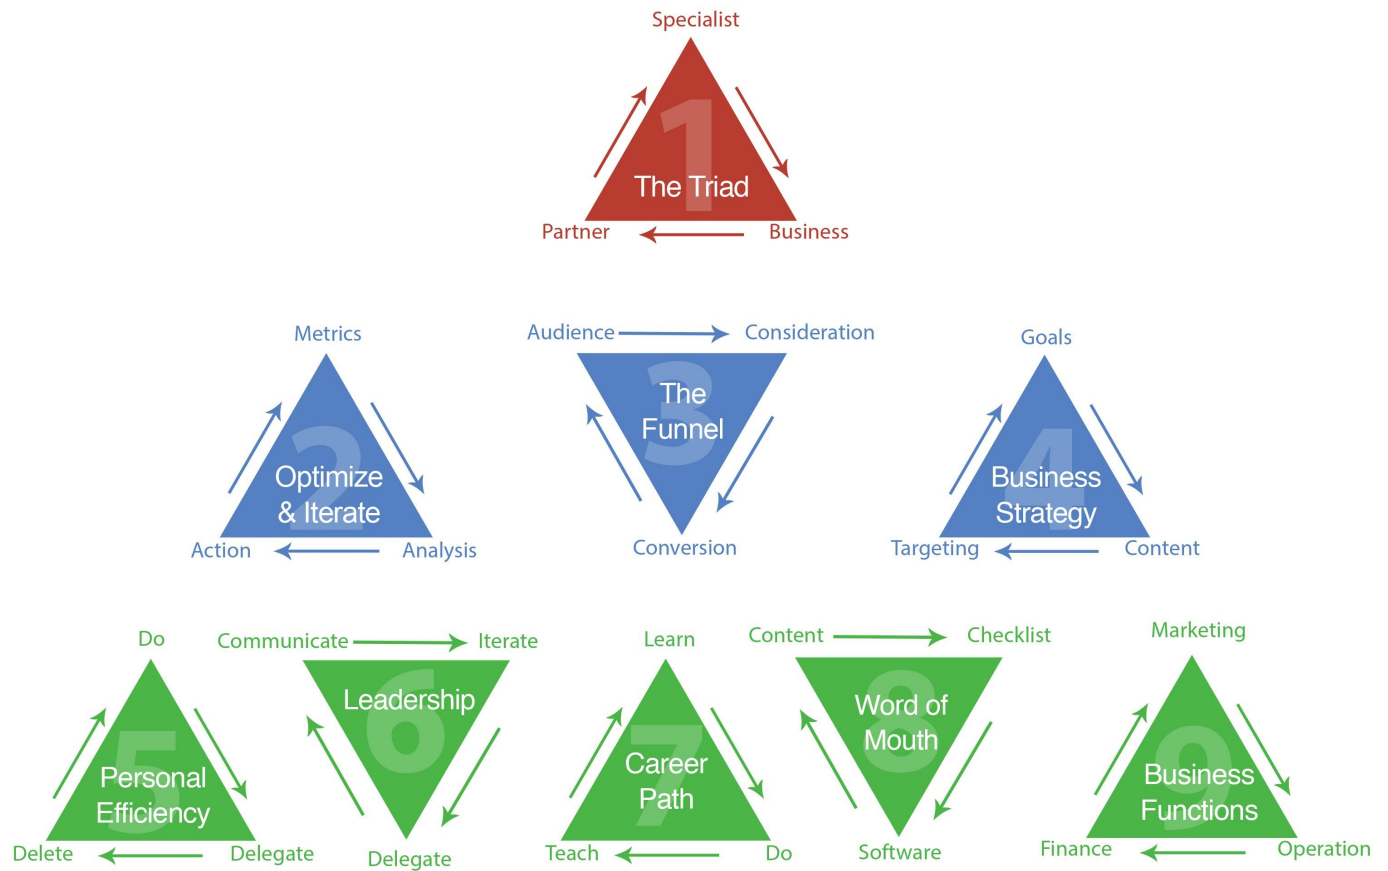 Specialist
1
The Triad
Partner
Business
Metrics
2
Optimize
& Iterate
Action
Analysis
Audience
Consideration
3
The
Funnel
Conversion
Goals
4
Business
Strategy
Targeting
Content
Do
5
Personal
Efficiency
Delete
Delegate
Communicate
Iterate
6
Leadership
Delegate
Learn
7
Career
Path
Teach
Do
Content
Checklist
8
Word of
Mouth
Software
Marketing
9
Business
Functions
Finance
Operation